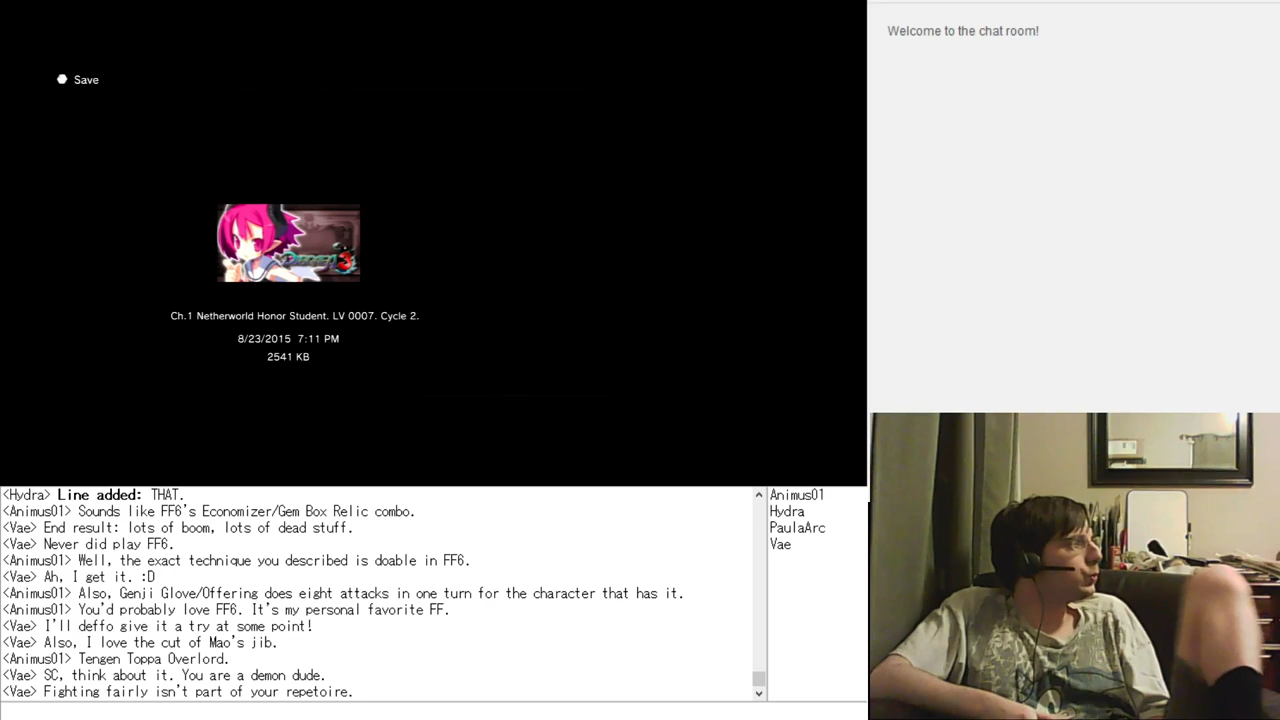 Welcome to the chat room!
Save
Ch.1 Netherworld Honor Student. LV 0007. Cycle 2.
8/23/2015 7:11 PM
2541 KB
<Hydra> Line added: THAT.
<Animus01> Sounds like FF6's Economizer/Gem Box Relic combo.
<Vae> End result: lots of boom, lots of dead stuff.
<Vae> Never did play FF6.
<Animus01> Well, the exact technique you described is doable in FF6.
<Vae> Ah, I get it. :D
<Animus01> Also, Genji Glove/Offering does eight attacks in one turn for the character that has it.
<Animus01> You'd probably love FF6. It's my personal favorite FF.
<Vae> I'll deffo give it a try at some point!
<Vae> Also, I love the cut of Mao's jib.
<Animus01> Tengen Toppa Overlord.
<Vae> SC, think about it. You are a demon dude.
<Vae> Fighting fairly isn't part of your repetoire.
Animus01
Hydra
PaulaArc
Vae